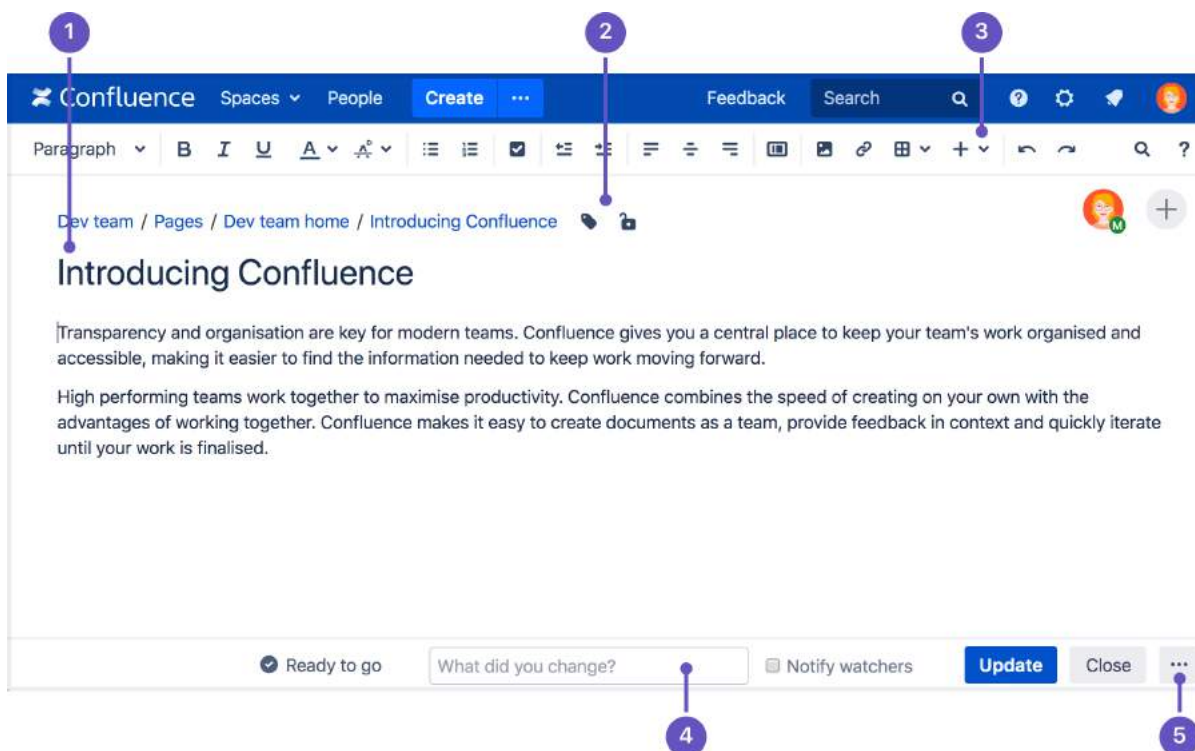 1 2 3
Confluence Spaces People Create ··· Feedback Search ?
Paragraph B I U A A ?
Dev team / Pages / Dev team home / Introducing Confluence
M +
Introducing Confluence
Transparency and organisation are key for modern teams. Confluence gives you a central place to keep your team's work organised and
accessible, making it easier to find the information needed to keep work moving forward.
High performing teams work together to maximise productivity. Confluence combines the speed of creating on your own with the
advantages of working together. Confluence makes it easy to create documents as a team, provide feedback in context and quickly iterate
until your work is finalised.
Ready to go What did you change? Notify watchers Update Close ···
4 5